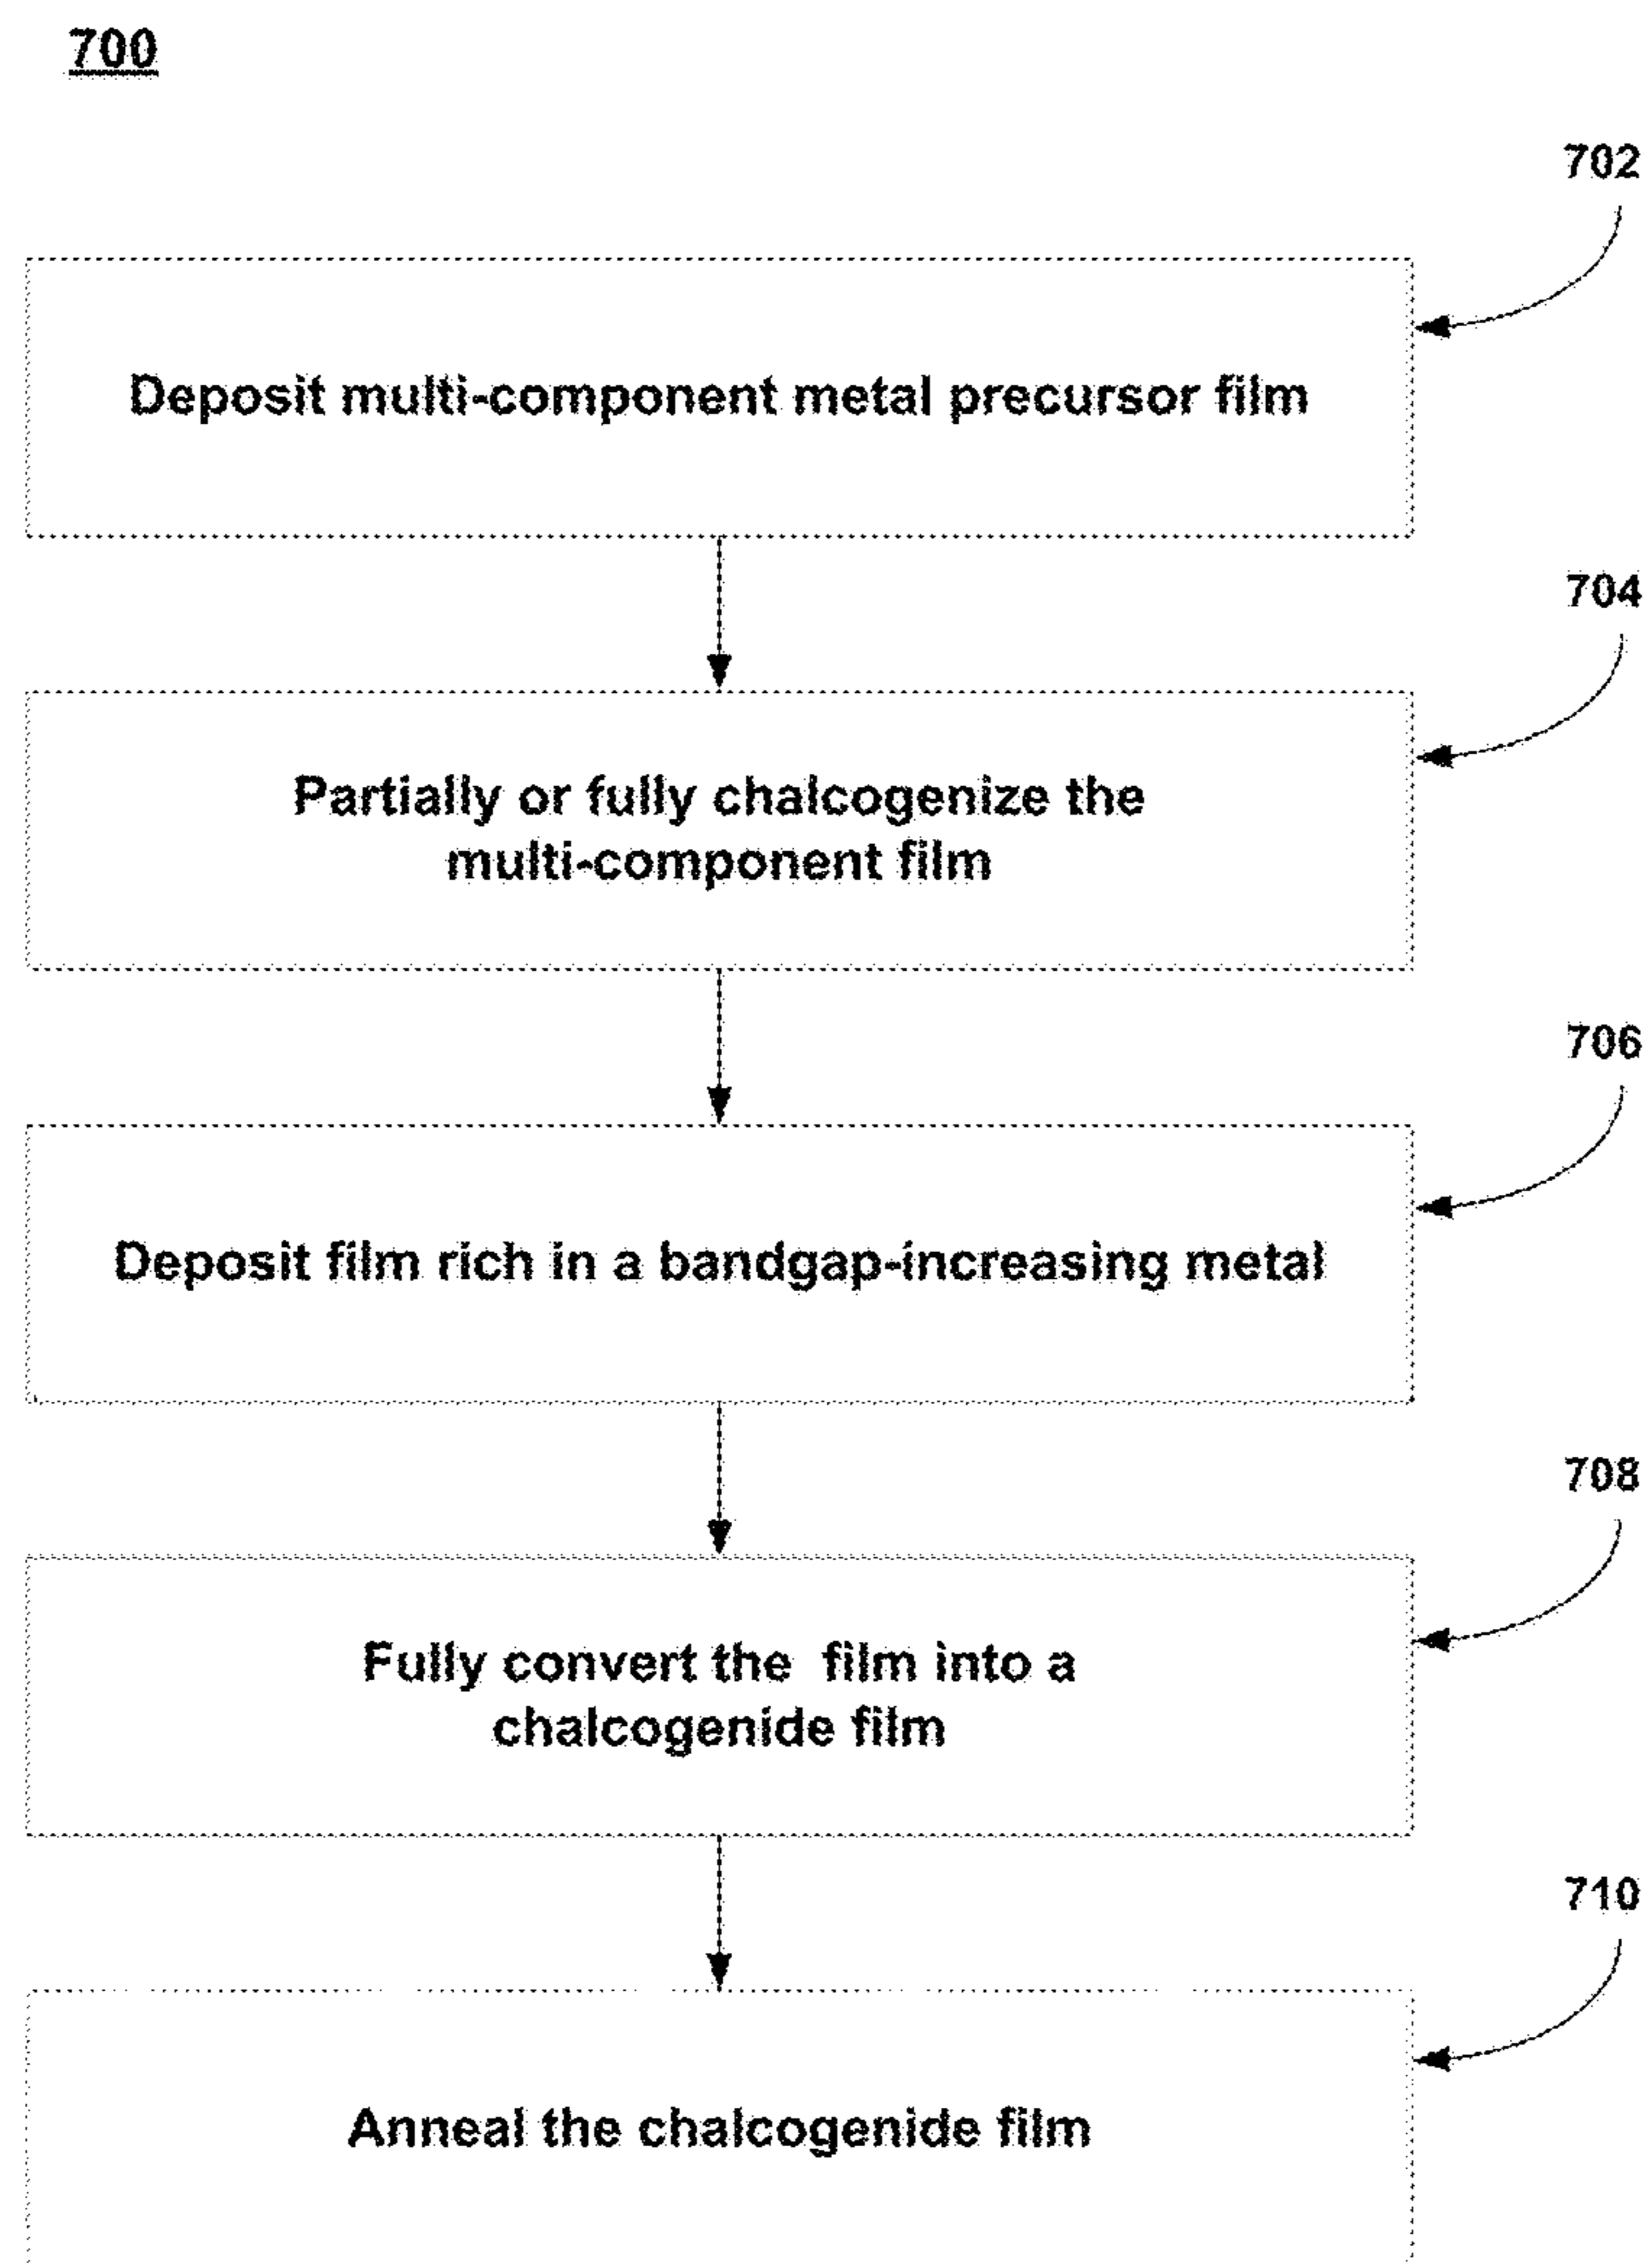 700
702
Deposit multi-component metal precursor film
704
Partially or fully chalcogenize the
multi-component film
706
Deposit film rich in a bandgap-increasing metal
708
Fully convert the film into a
chalcogenide film
710
Anneal the chalcogenide film